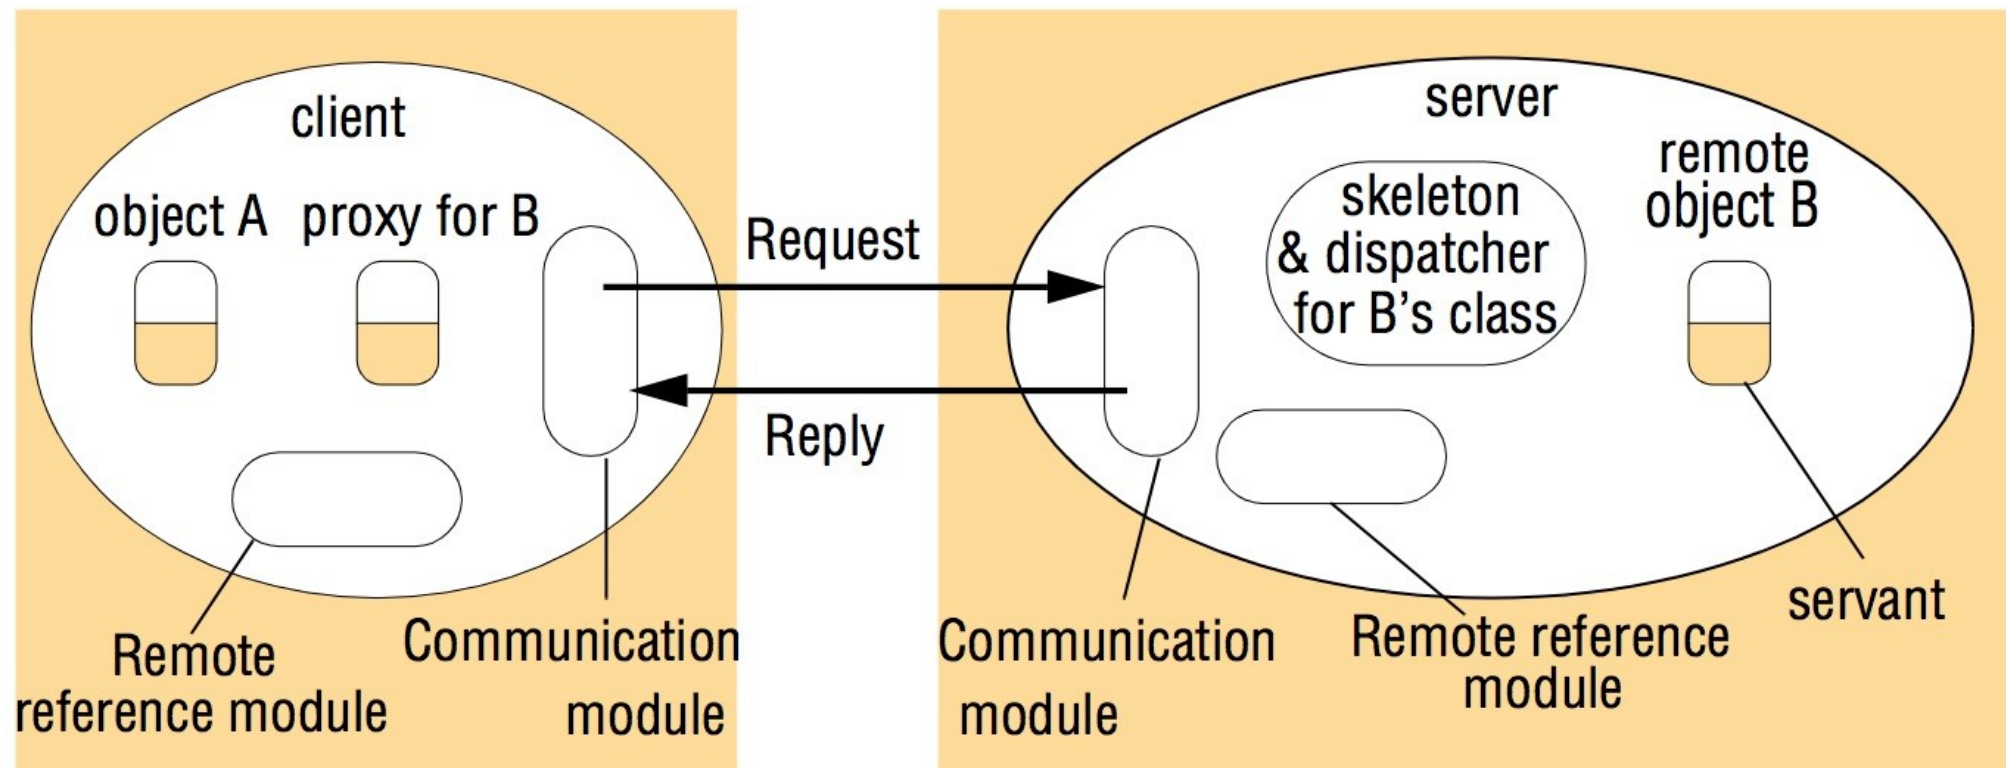 client
object A
proxy for B
Remote
reference module
Communication
module
Request
Reply
server
skeleton
& dispatcher
for B’s class
remote
object B
Communication
module
Remote reference
module
servant